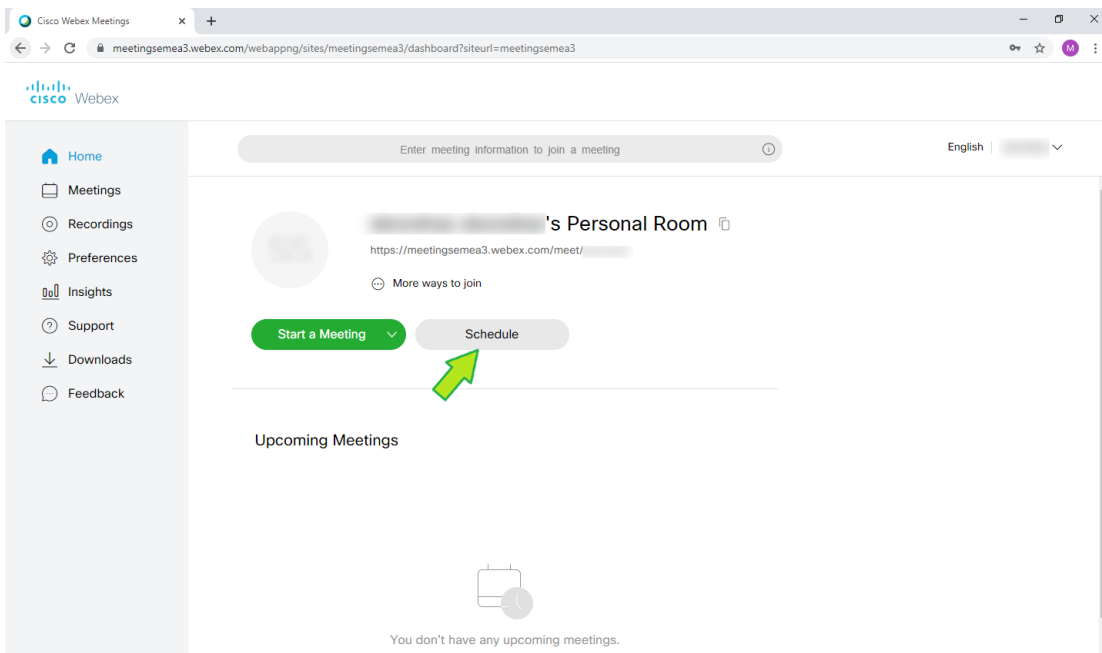 Cisco Webex Meetings
meetingsemea3.webex.com/webappng/sites/meetingsemea3/dashboard?siteurl=meetingsemea3
M
CISCO Webex
Home
Meetings
Recordings
Preferences
Insights
Support
Downloads
Feedback
Enter meeting information to join a meeting
English
's Personal Room
https://meetingsemea3.webex.com/meet/
More ways to join
Start a Meeting
Schedule
Upcoming Meetings
You don't have any upcoming meetings.